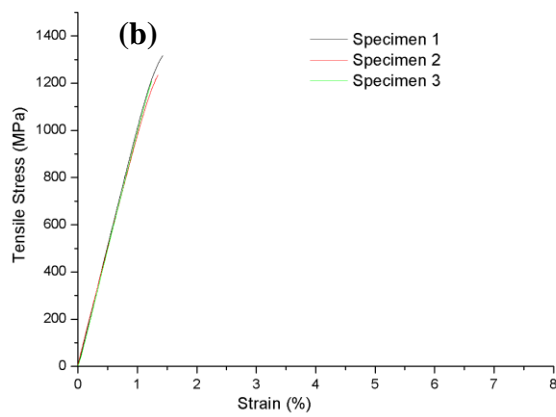 (b)
Specimen 1
Specimen 2
Specimen 3
Tensile Stress (MPa)
1400
1200
1000
800
600
400
200
0
0 1 2 3 4 5 6 7 8
Strain (%)